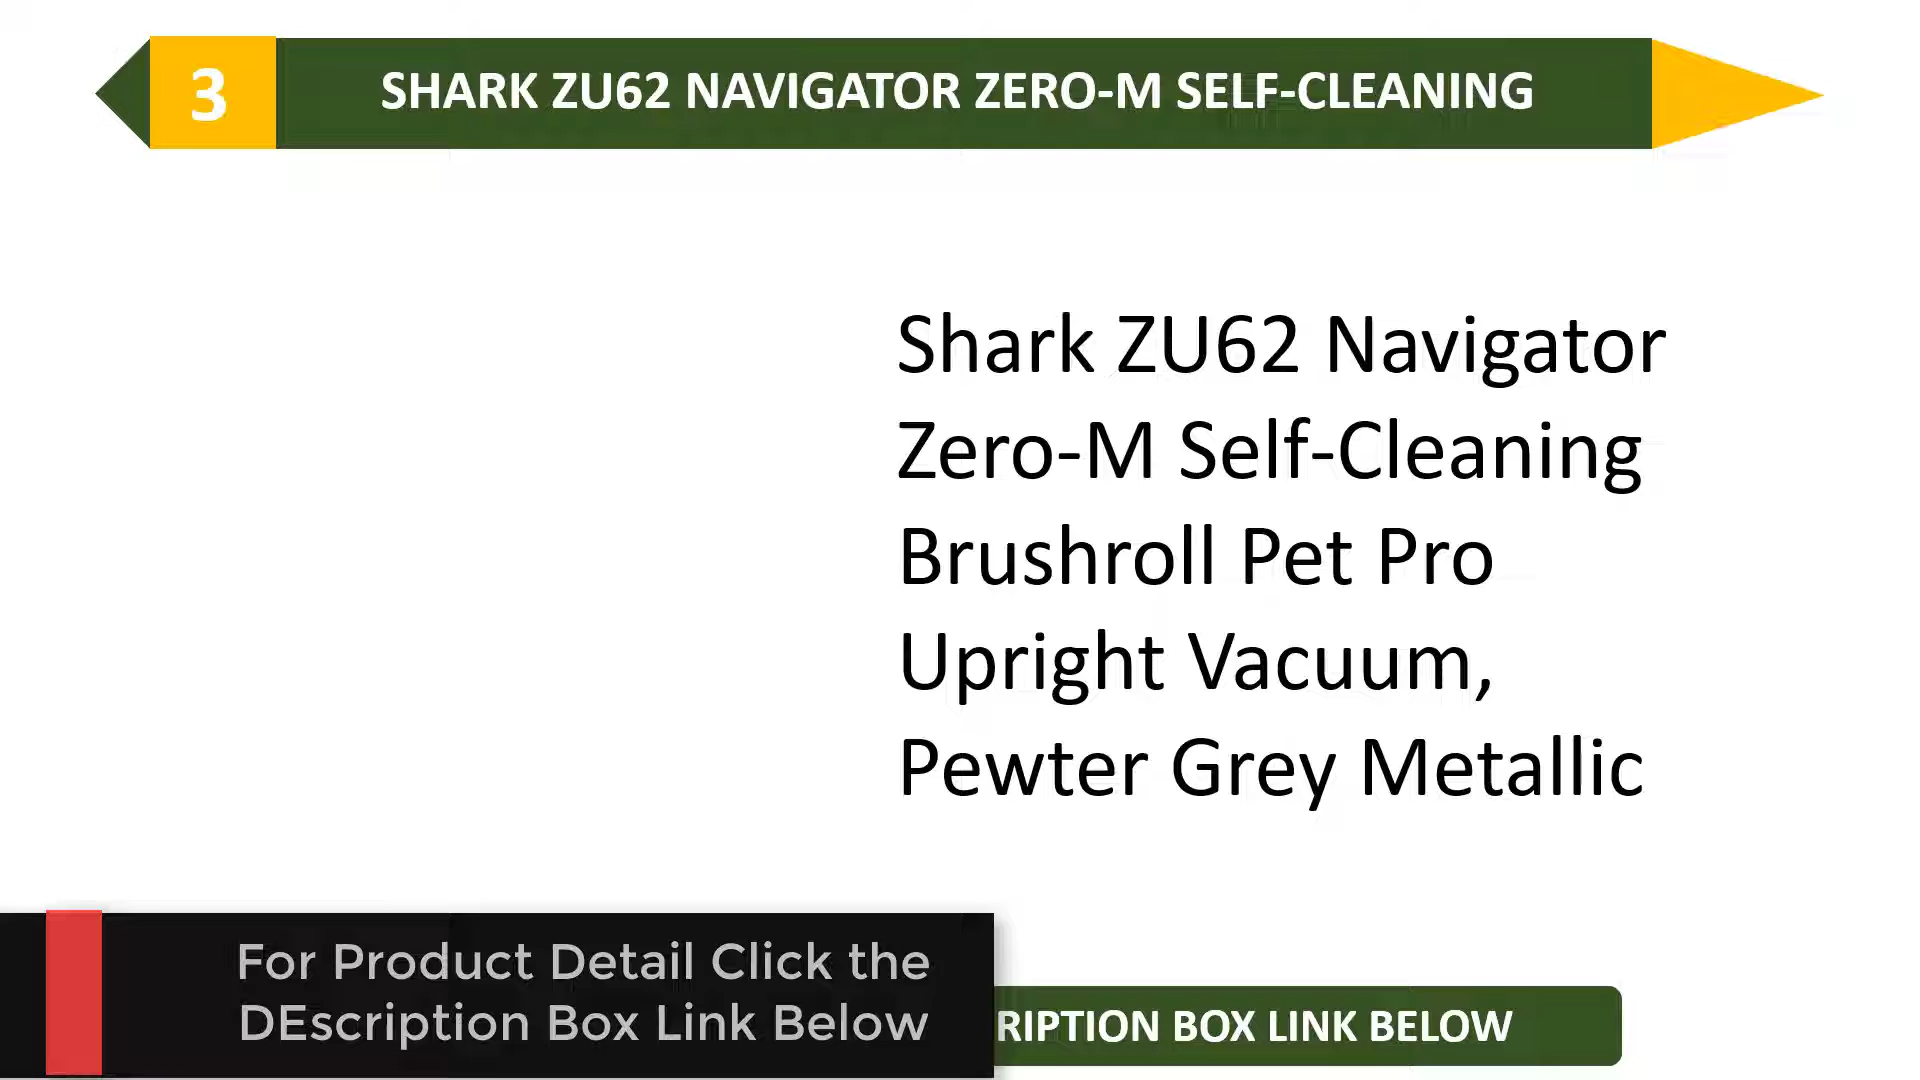 3
SHARK ZU62 NAVIGATOR ZERO-M SELF-CLEANING
Shark ZU62 Navigator
Zero-M Self-Cleaning
Brushroll Pet Pro
Upright Vacuum,
Pewter Grey Metallic
For Product Detail Click the
DEscription Box Link Below
RIPTION BOX LINK BELOW